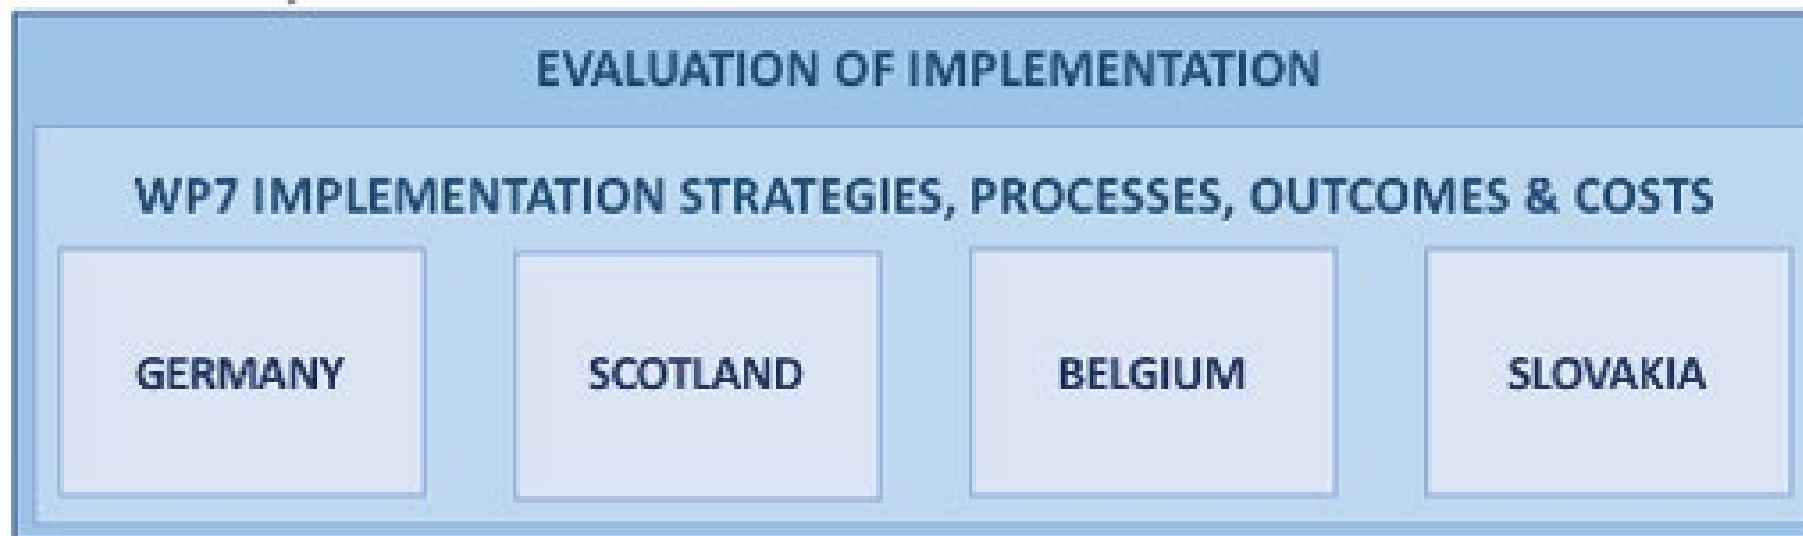 EVALUATION OF IMPLEMENTATION
WP7 IMPLEMENTATION STRATEGIES, PROCESSES, OUTCOMES & COSTS
GERMANY
SCOTLAND
BELGIUM
SLOVAKIA